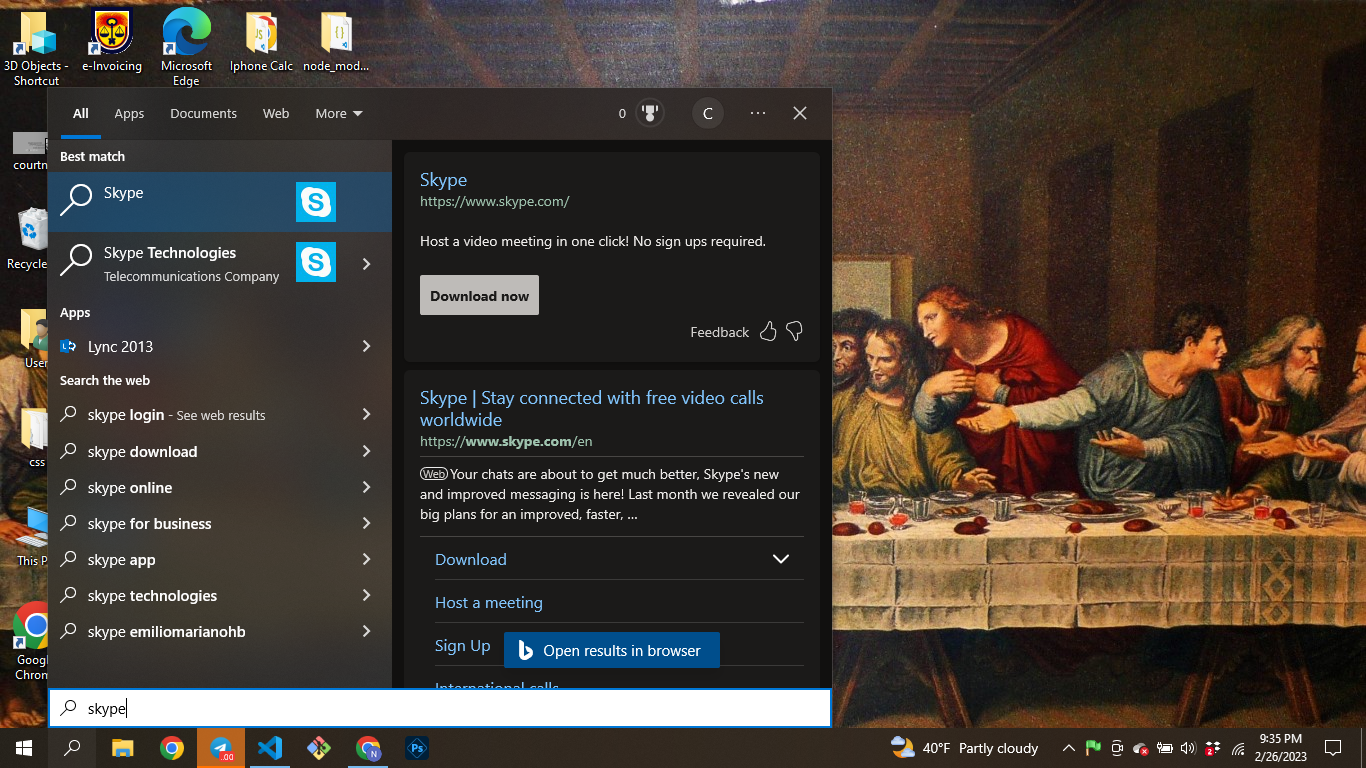 3D Objects -
Shortcut
e-Invoicing
Microsoft
Edge
Iphone Calc
node_mod...
All
Apps
Documents
Web
More
0
C
Best match
Skype
Skype Technologies
Telecommunications Company
Apps
Lync 2013
Search the web
skype login - See web results
skype download
skype online
skype for business
skype app
skype technologies
skype emiliomarianohb
Skype
https://www.skype.com/
Host a video meeting in one click! No sign ups required.
Download now
Feedback
Skype | Stay connected with free video calls
worldwide
https://www.skype.com/en
Web Your chats are about to get much better, Skype's new
and improved messaging is here! Last month we revealed our
big plans for an improved, faster, ...
Download
Host a meeting
Sign Up
Open results in browser
International calls
courtn
Recycle
User
css
This P
Googl
Chrom
skype
.00
N
Ps
40°F Partly cloudy
2
9:35 PM
2/26/2023